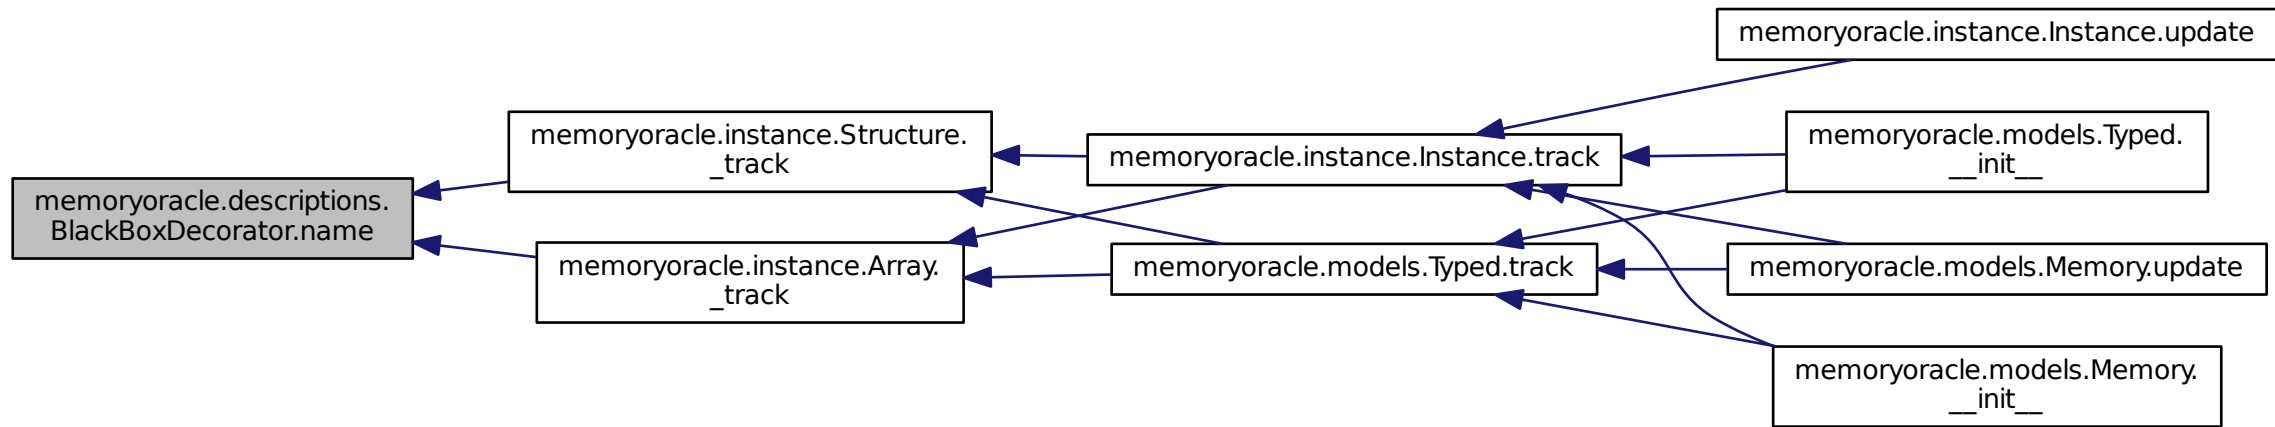 memoryoracle.descriptions.
BlackBoxDecorator.name
memoryoracle.instance.Structure.
_track
memoryoracle.instance.Array.
_track
memoryoracle.instance.Instance.track
memoryoracle.models.Typed.track
memoryoracle.instance.Instance.update
memoryoracle.models.Typed.
__init__
memoryoracle.models.Memory.update
memoryoracle.models.Memory.
__init__